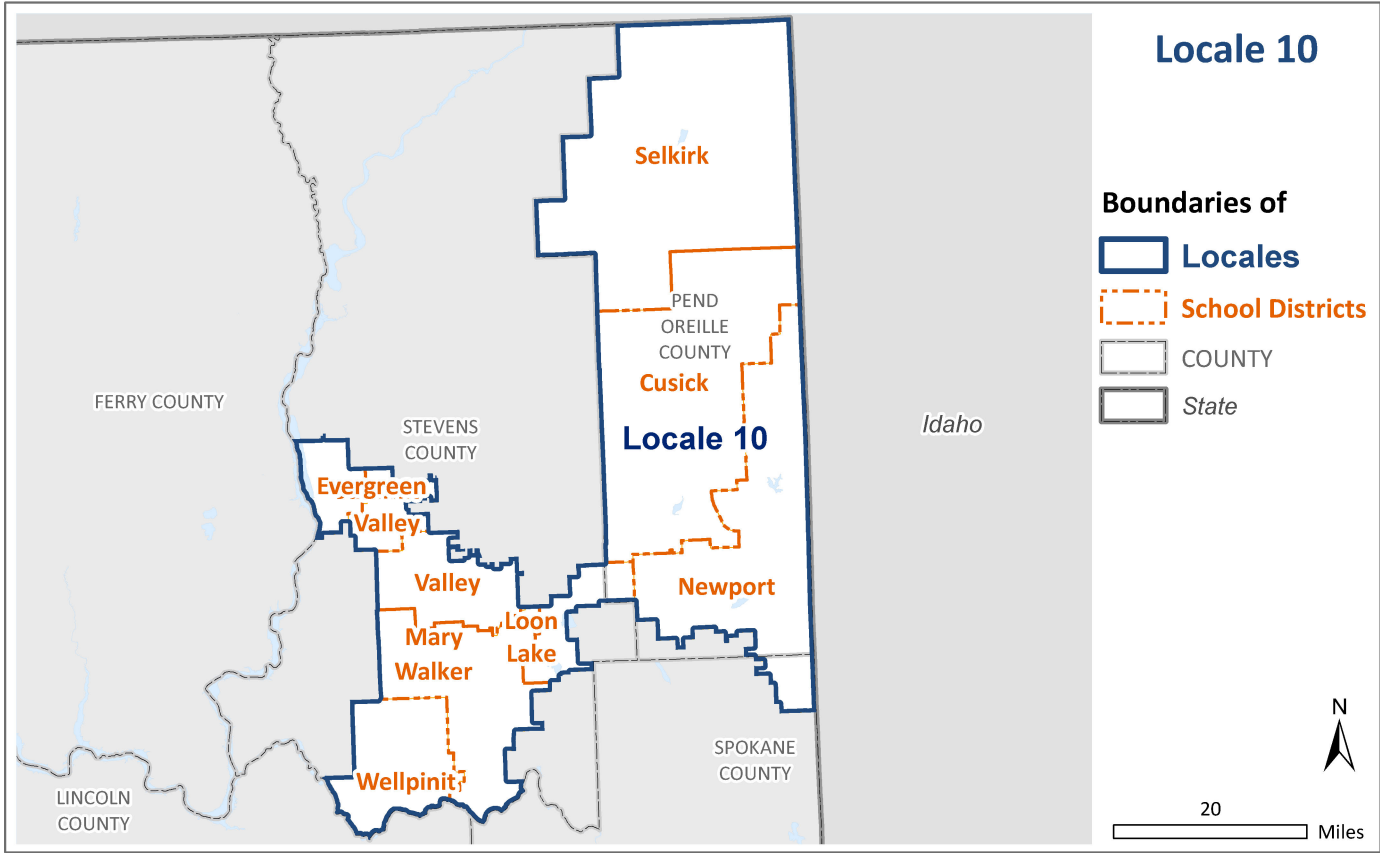 Locale 10
Boundaries of
Locales
School Districts
COUNTY
State
N
20
Miles
Selkirk
PEND
OREILLE
COUNTY
Cusick
Locale 10
Idaho
FERRY COUNTY
STEVENS
COUNTY
Evergreen
Valley
Valley
Newport
Loon
Lake
Mary
Walker
Wellpinit
SPOKANE
COUNTY
LINCOLN
COUNTY